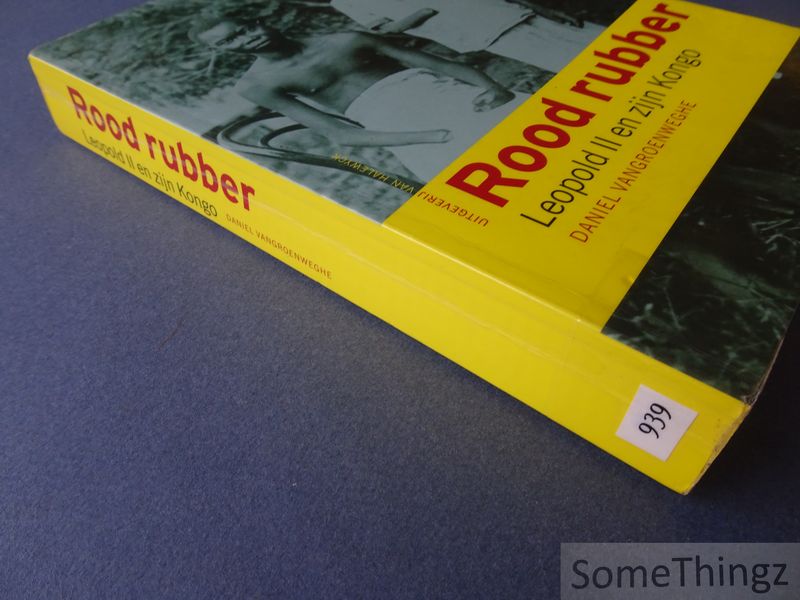 Rood rubber
Leopold II en zijn Kongo
DANIEL VANGROENWEGHE
UITGEVERIJ VAN HALEWYCK
Rood rubber
Leopold II en zijn Kongo
DANIEL VANGROENWEGHE
939
SomeThingz